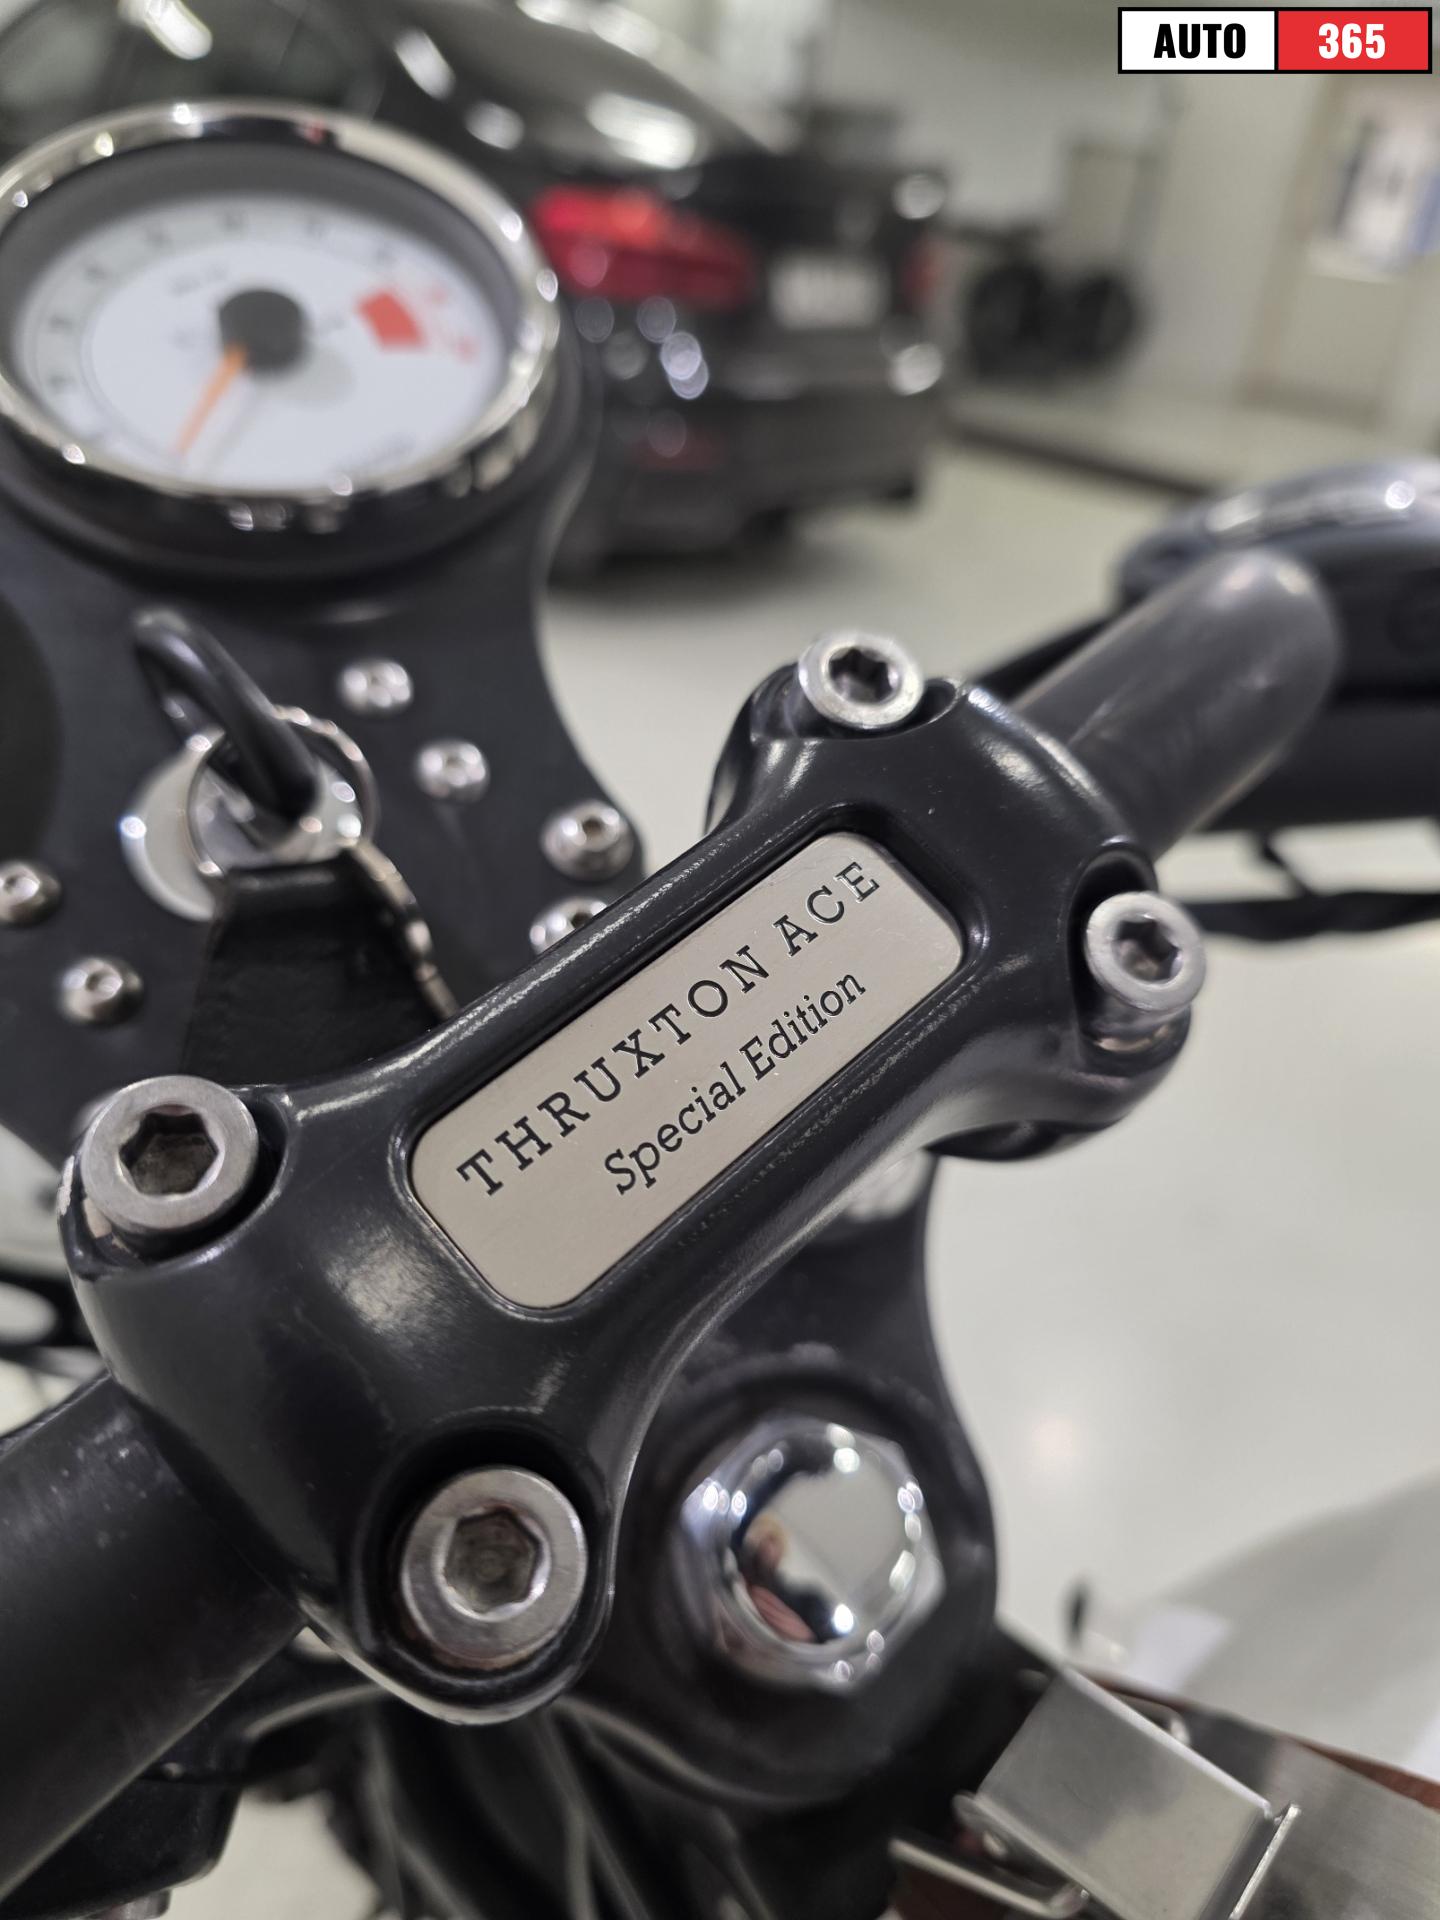 AUTO 365
THRUXTON ACE
Special Edition